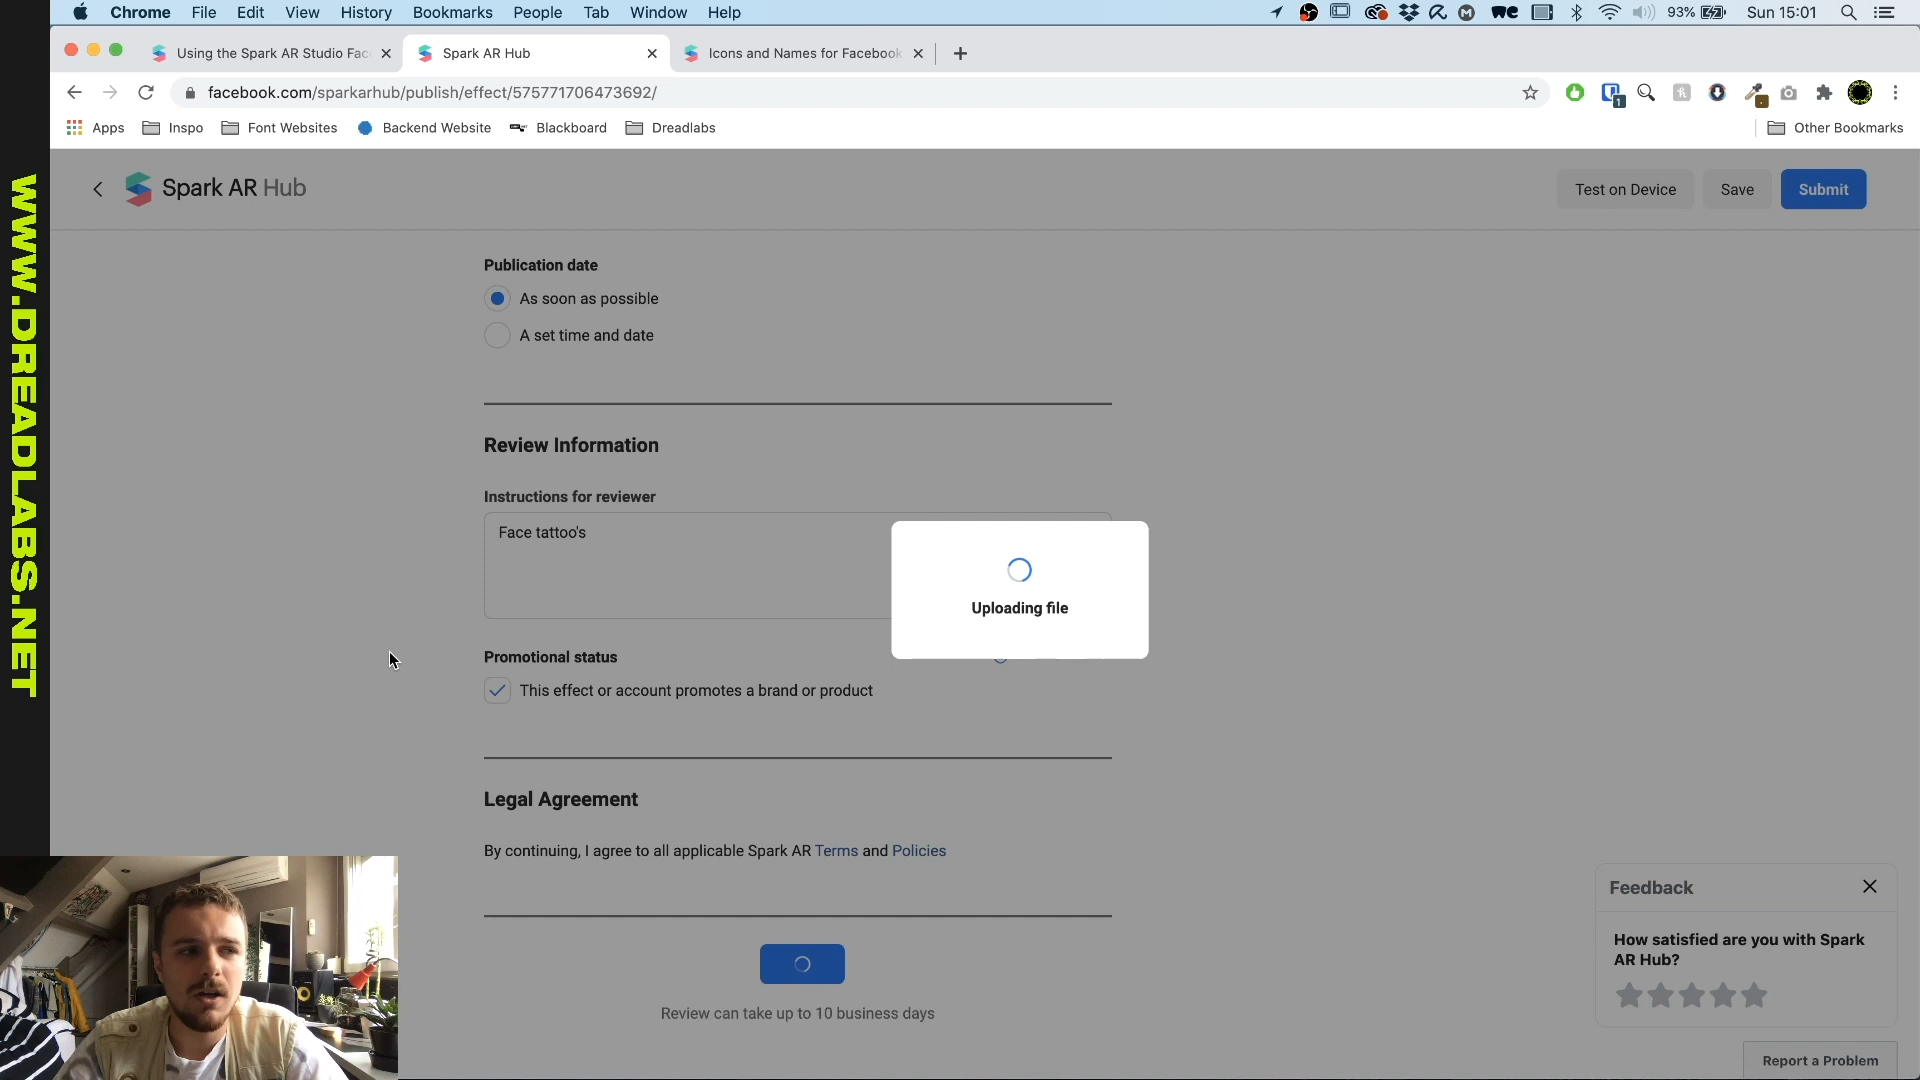 Chrome File Edit View History Bookmarks People Tab Window Help 93% Sun 15:01
Using the Spark AR Studio Fac
Spark AR Hub
Icons and Names for Facebook
facebook.com/sparkarhub/publish/effect/575771706473692/
Apps Inspo Font Websites Backend Website Blackboard Dreadlabs Other Bookmarks
WWW.DREADLABS.NET
Spark AR Hub
Test on Device Save Submit
Publication date
As soon as possible
A set time and date
Review Information
Instructions for reviewer
Face tattoo's
Uploading file
Promotional status
This effect or account promotes a brand or product
Legal Agreement
By continuing, I agree to all applicable Spark AR Terms and Policies
Review can take up to 10 business days
Feedback
How satisfied are you with Spark
AR Hub?
Report a Problem